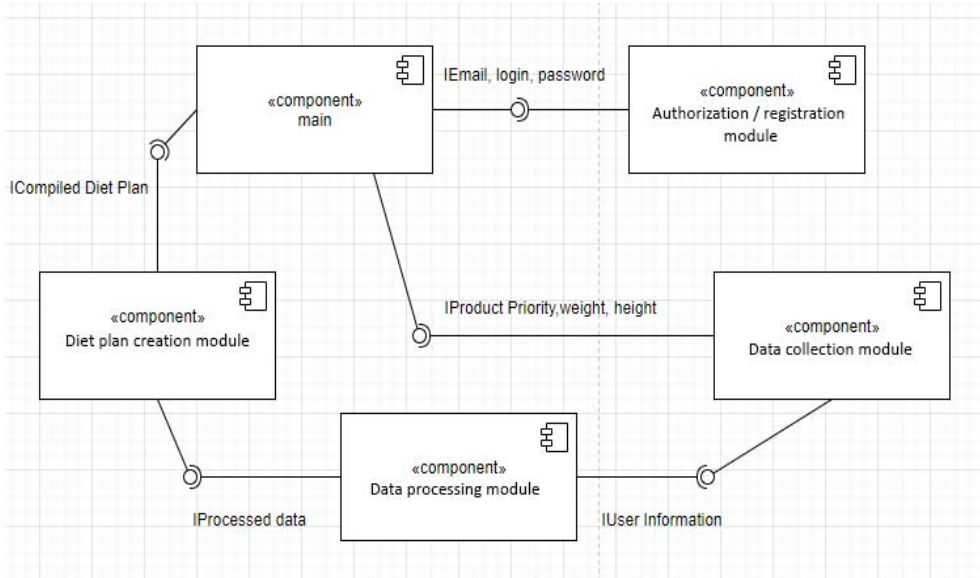 «component»
main
IEmail, login, password
«component»
Authorization / registration
module
ICompiled Diet Plan
«component»
Diet plan creation module
IProduct Priority,weight, height
«component»
Data collection module
«component»
Data processing module
IProcessed data
IUser Information